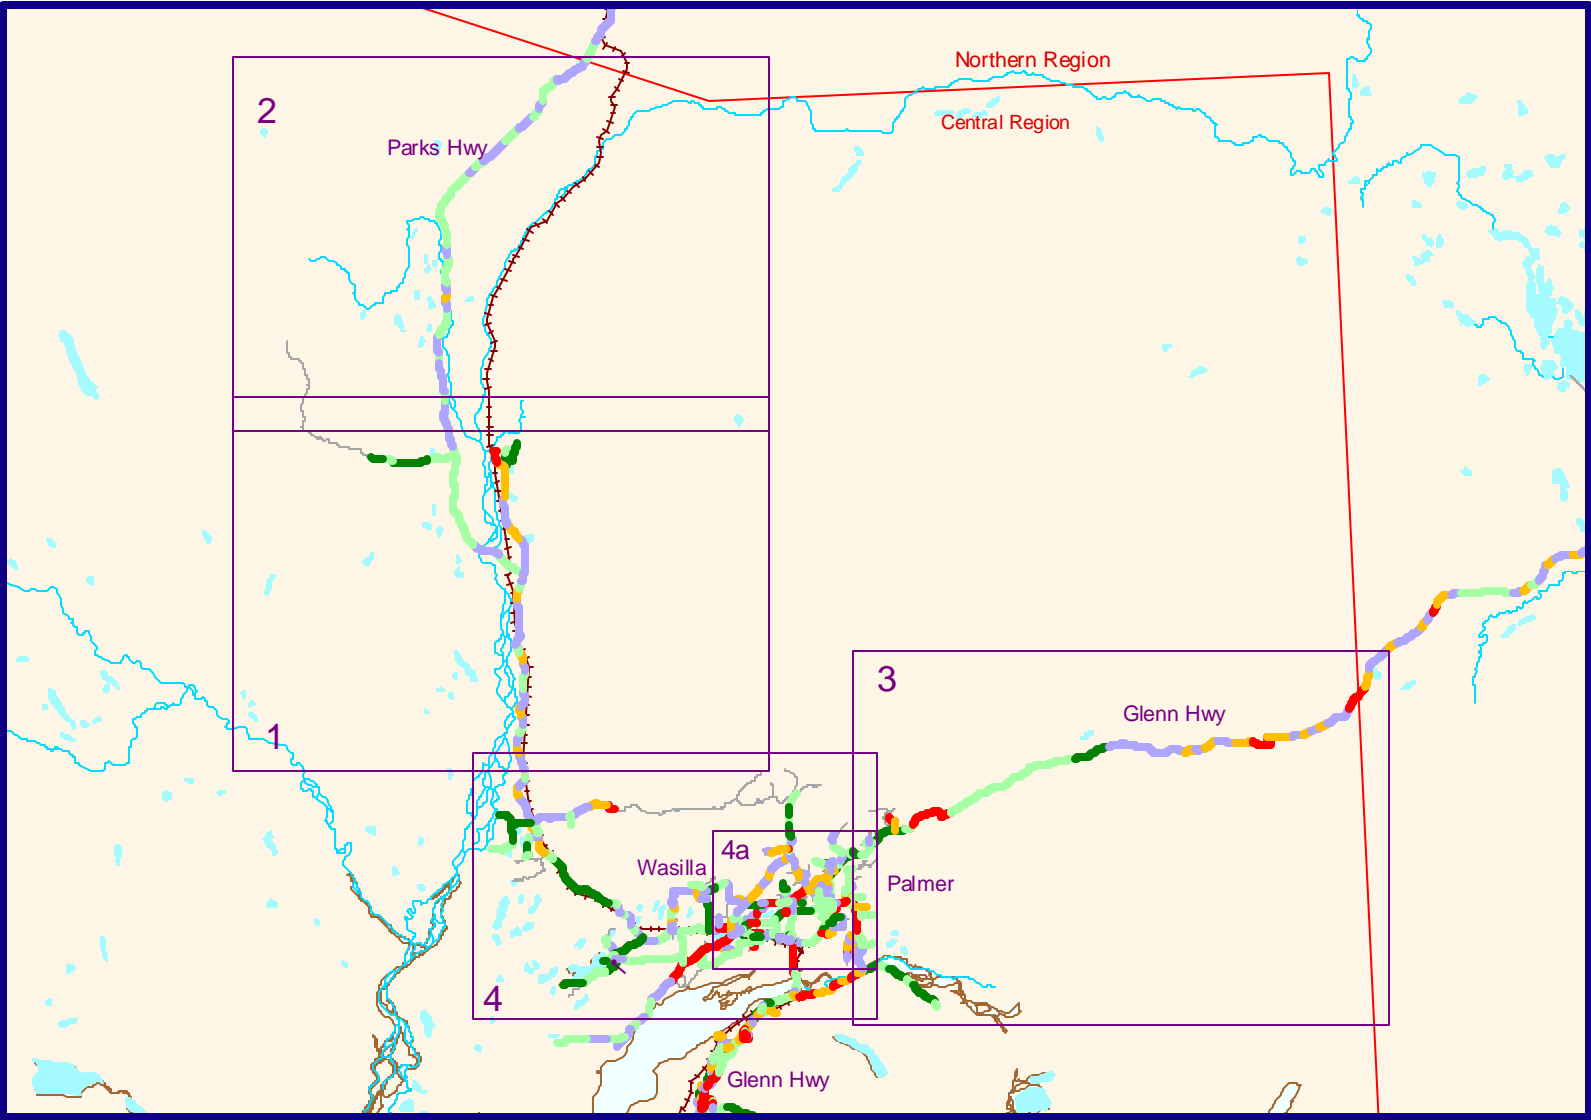 Northern Region
2
Central Region
Parks Hwy
3
Glenn Hwy
1
4a
Wasilla
Palmer
4
Glenn Hwy